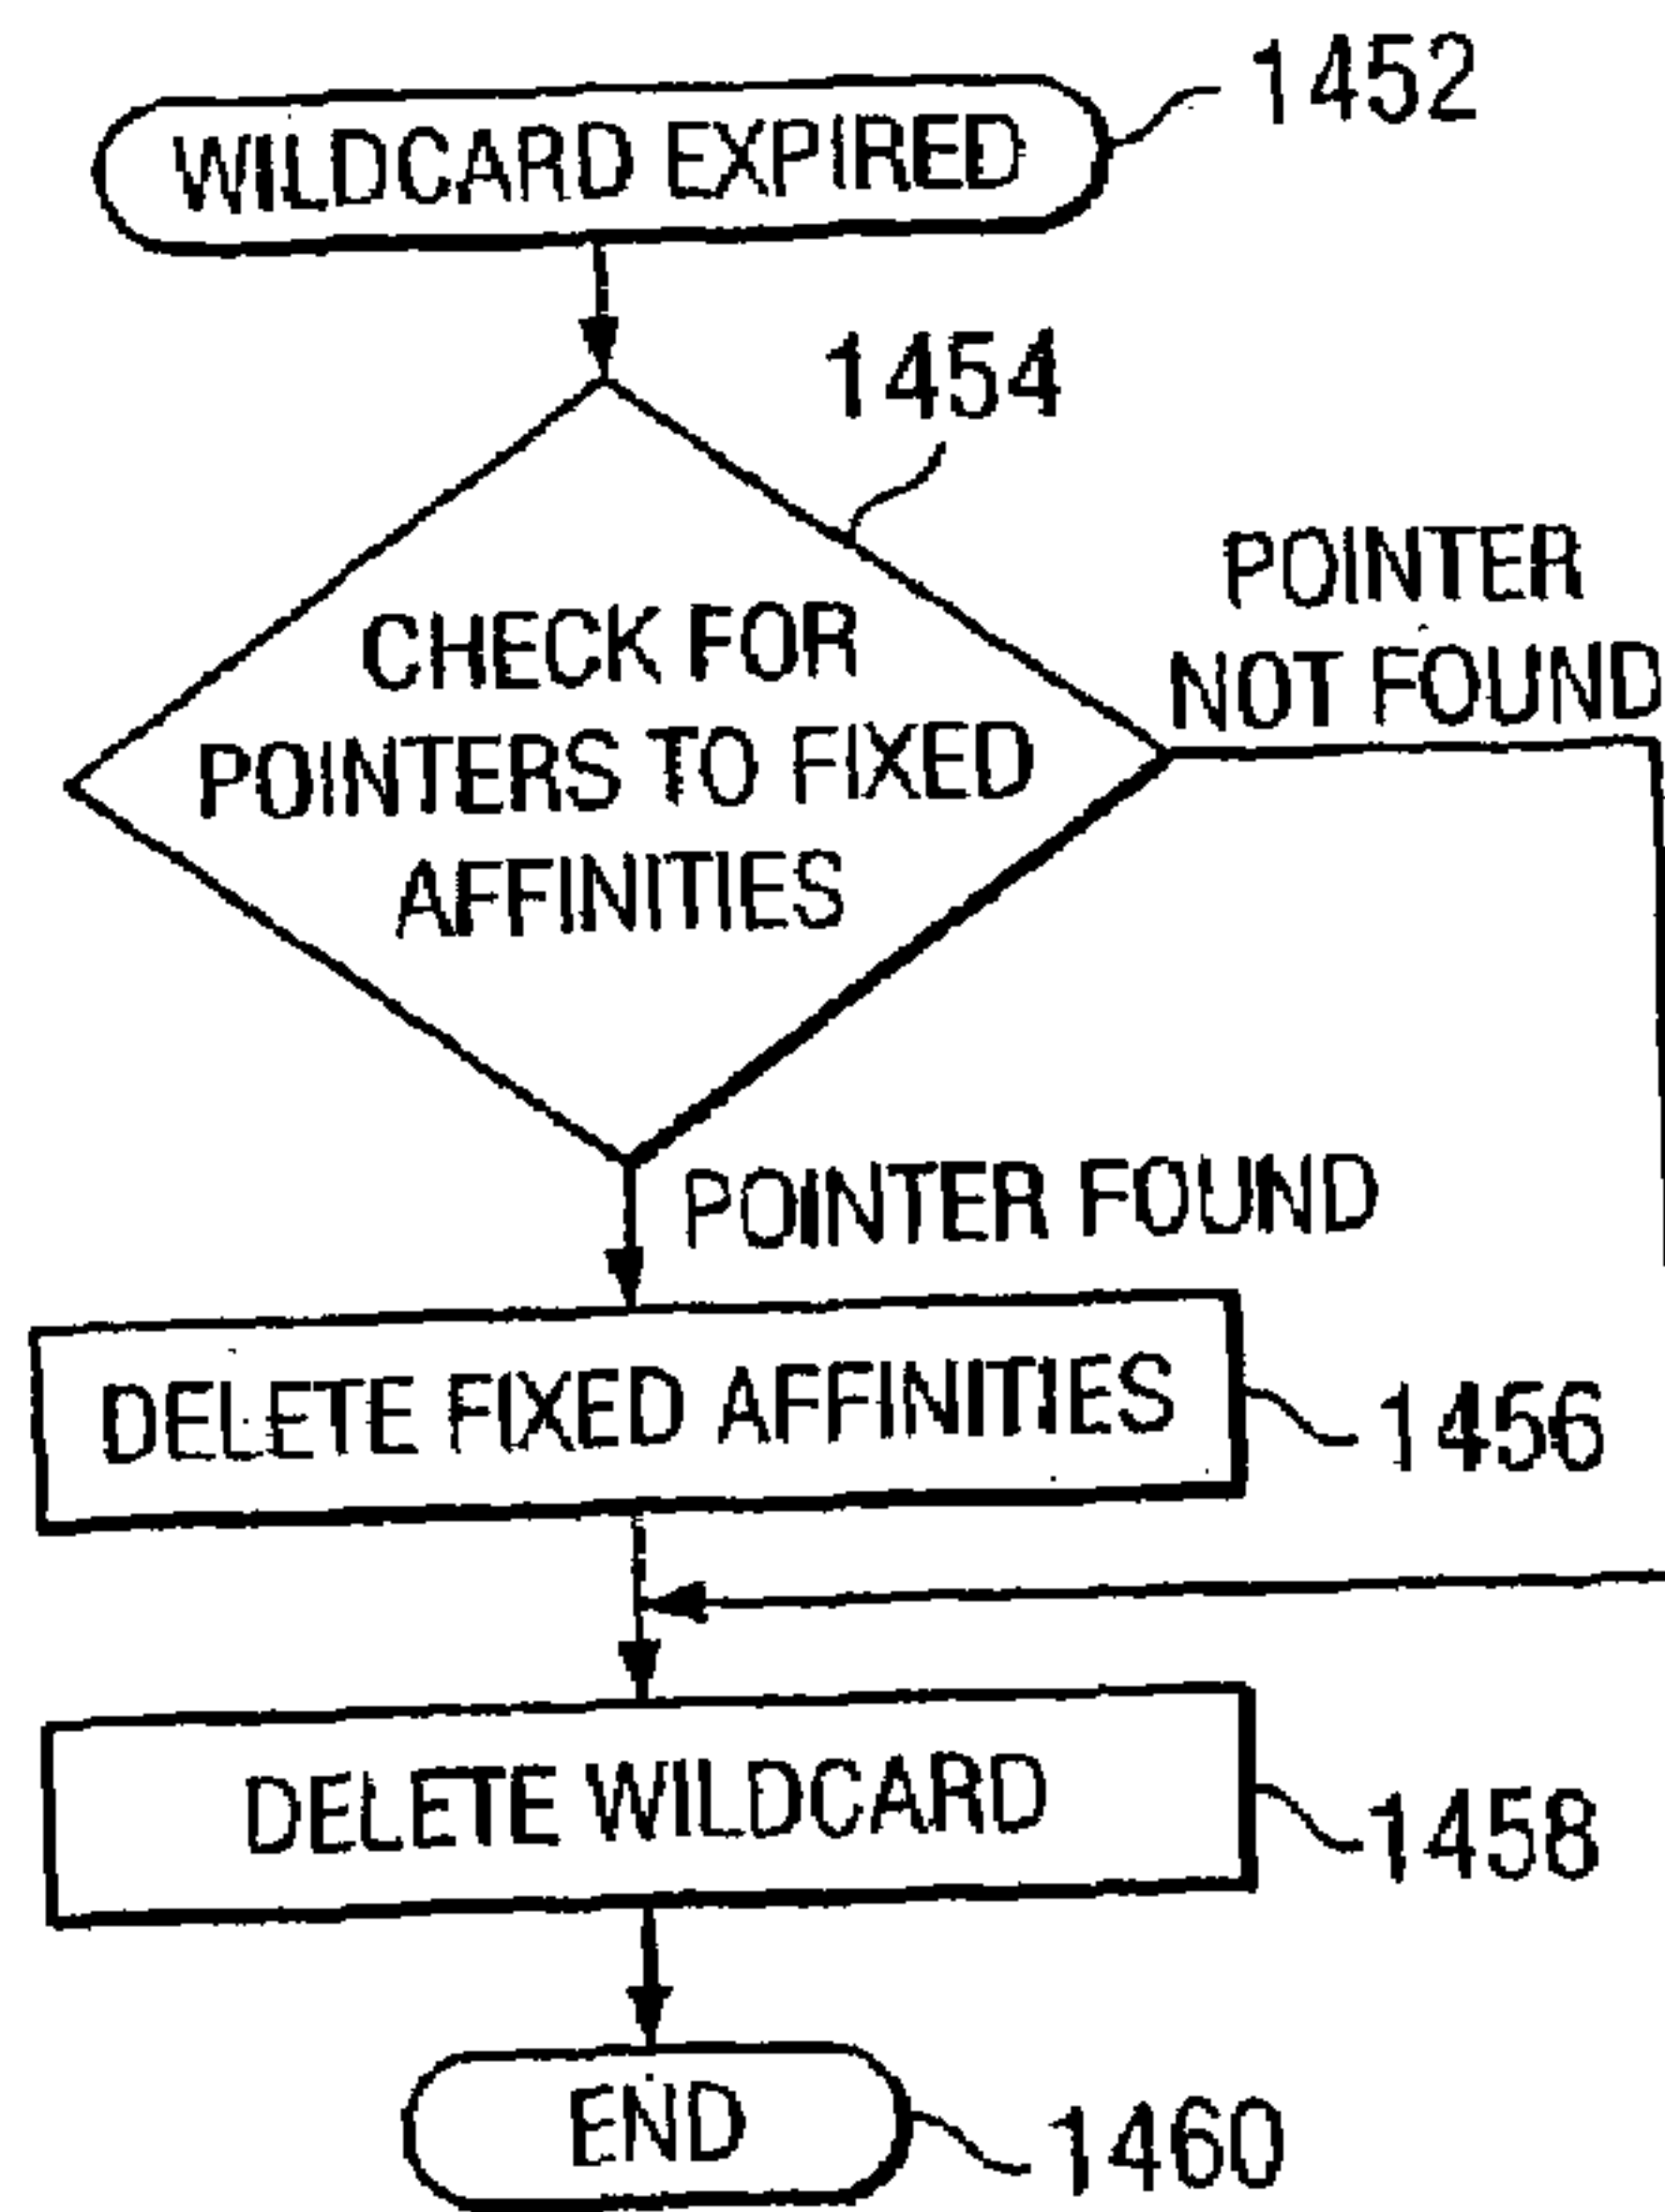 WILDCARD EXPIRED
1452
1454
CHECK FOR
POINTERS TO FIXED
AFFINITIES
POINTER
NOT FOUND
POINTER FOUND
DELETE FIXED AFFINITIES
1456
DELETE WILDCARD
1458
END
1460